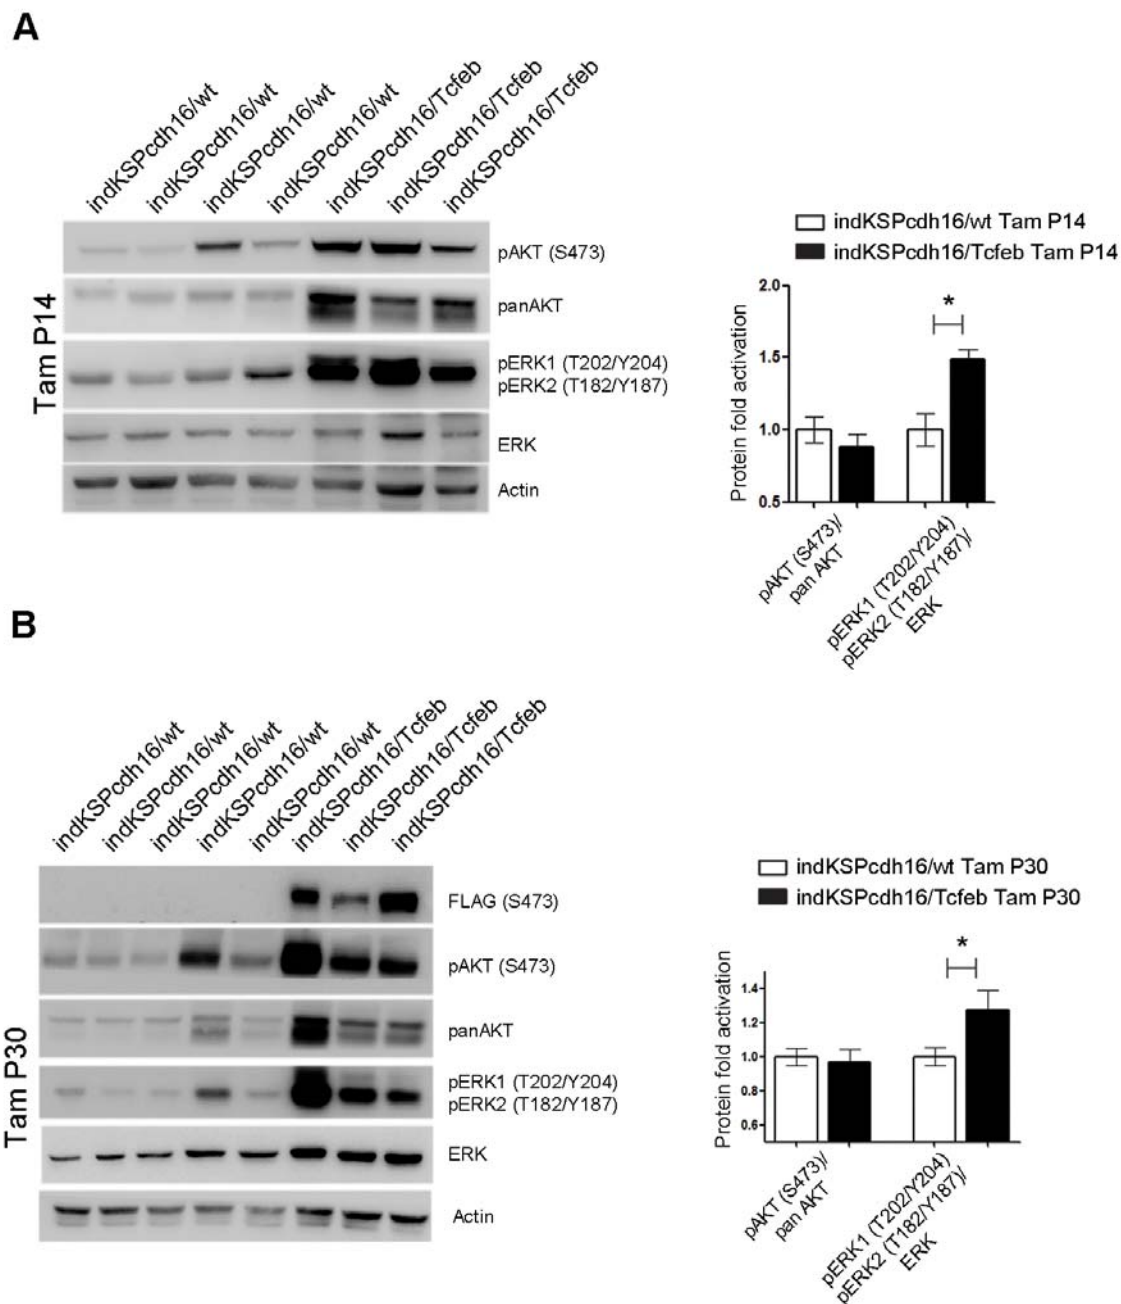 A
indKSPcdh16/wt
indKSPcdh16/wt
indKSPcdh16/wt
indKSPcdh16/wt
indKSPcdh16/Tcfeb
indKSPcdh16/Tcfeb
indKSPcdh16/Tcfeb
Tam P14
pAKT (S473)
panAKT
pERK1 (T202/Y204)
pERK2 (T182/Y187)
ERK
Actin
indKSPcdh16/wt Tam P14
indKSPcdh16/Tcfeb Tam P14
Protein fold activation
2.0
1.5
1.0
0.5
*
pAKT (S473)/
pan AKT
pERK1 (T202/Y204)
pERK2 (T182/Y187)/
ERK
B
indKSPcdh16/wt
indKSPcdh16/wt
indKSPcdh16/wt
indKSPcdh16/wt
indKSPcdh16/wt
indKSPcdh16/Tcfeb
indKSPcdh16/Tcfeb
indKSPcdh16/Tcfeb
Tam P30
FLAG (S473)
pAKT (S473)
panAKT
pERK1 (T202/Y204)
pERK2 (T182/Y187)
ERK
Actin
indKSPcdh16/wt Tam P30
indKSPcdh16/Tcfeb Tam P30
Protein fold activation
1.4
1.2
1.0
0.8
0.6
*
pAKT (S473)/
pan AKT
pERK1 (T202/Y204)
pERK2 (T182/Y187)/
ERK